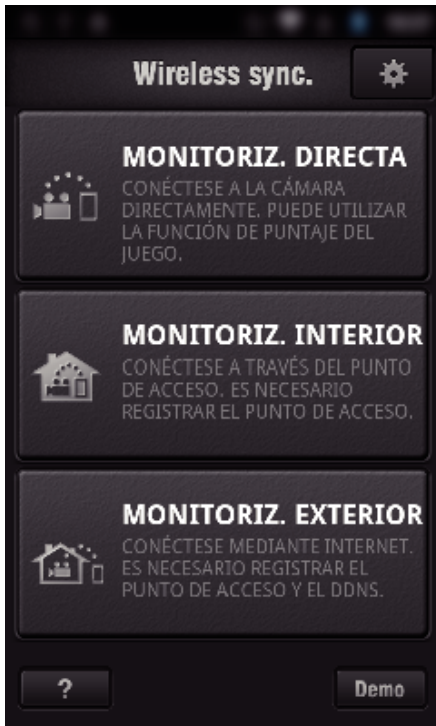 Wireless sync.
MONITORIZ. DIRECTA
CONÉCTESE A LA CÁMARA
DIRECTAMENTE. PUEDE UTILIZAR
LA FUNCIÓN DE PUNTAJE DEL
JUEGO.
MONITORIZ. INTERIOR
CONÉCTESE A TRAVÉS DEL PUNTO
DE ACCESO. ES NECESARIO
REGISTRAR EL PUNTO DE ACCESO.
MONITORIZ. EXTERIOR
CONÉCTESE MEDIANTE INTERNET.
ES NECESARIO REGISTRAR EL
PUNTO DE ACCESO Y EL DDNS.
?
Demo